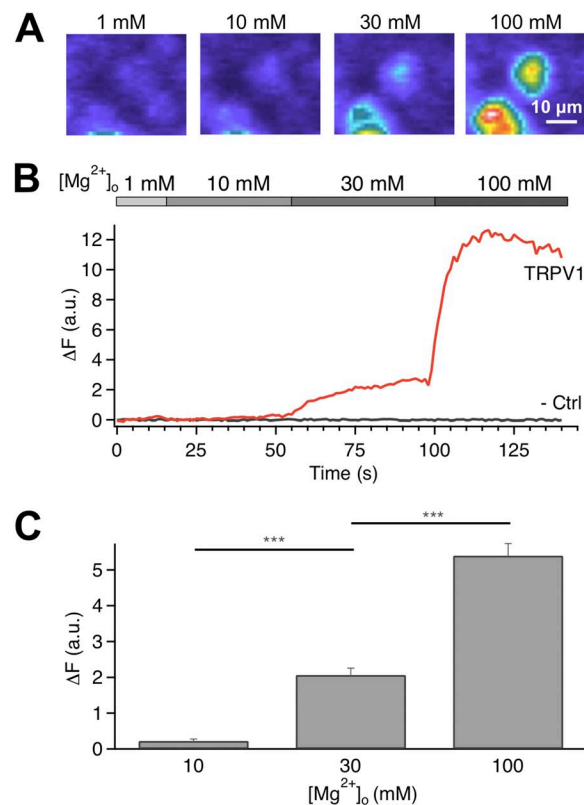 A
1 mM 10 mM 30 mM 100 mM
10 µm
B
[Mg²⁺]ₒ 1 mM 10 mM 30 mM 100 mM
12
10
8
6
4
2
0
ΔF (a.u.)
TRPV1
- Ctrl
0 25 50 75 100 125
Time (s)
C
*** ***
5
4
3
2
1
0
ΔF (a.u.)
10 30 100
[Mg²⁺]ₒ (mM)